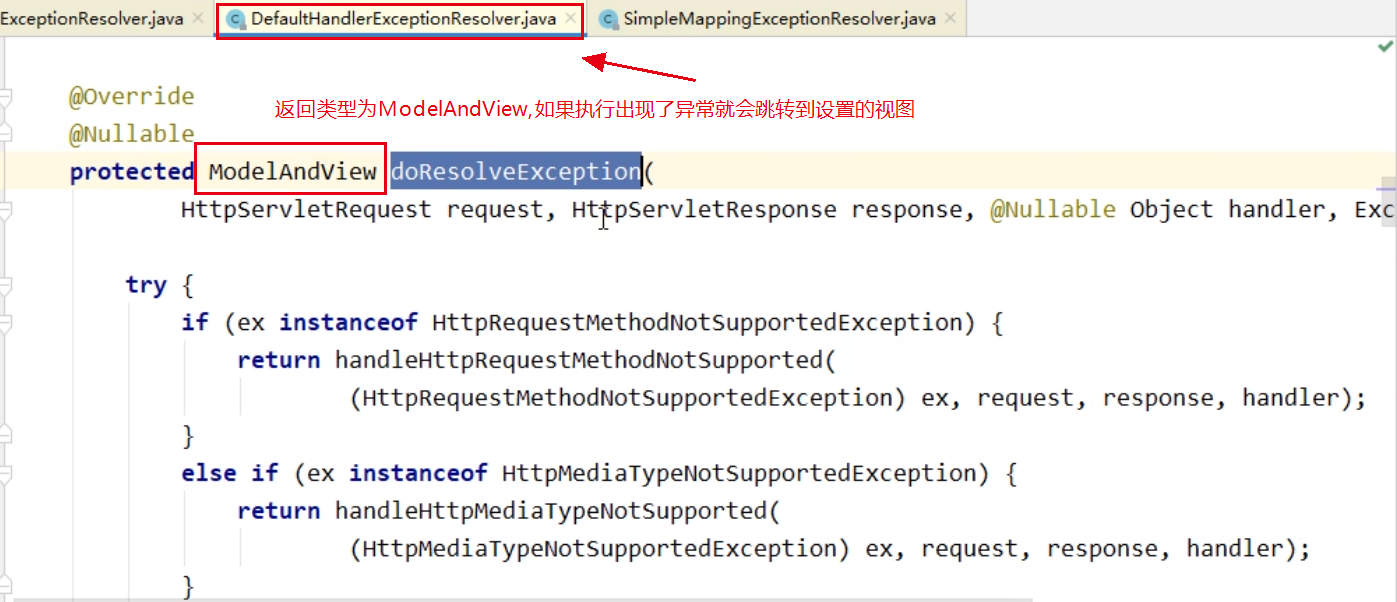 ExceptionResolver.java
DefaultHandlerExceptionResolver.java
SimpleMappingExceptionResolver.java
@Override
返回类型为ModelAndView,如果执行出现了异常就会跳转到设置的视图
@Nullable
protected ModelAndView doResolveException(
HttpServletRequest request, HttpServletResponse response, @Nullable Object handler, Exc
try {
if (ex instanceof HttpRequestMethodNotSupportedException) {
return handleHttpRequestMethodNotSupported(
(HttpRequestMethodNotSupportedException) ex, request, response, handler);
}
else if (ex instanceof HttpMediaTypeNotSupportedException) {
return handleHttpMediaTypeNotSupported(
(HttpMediaTypeNotSupportedException) ex, request, response, handler);
}